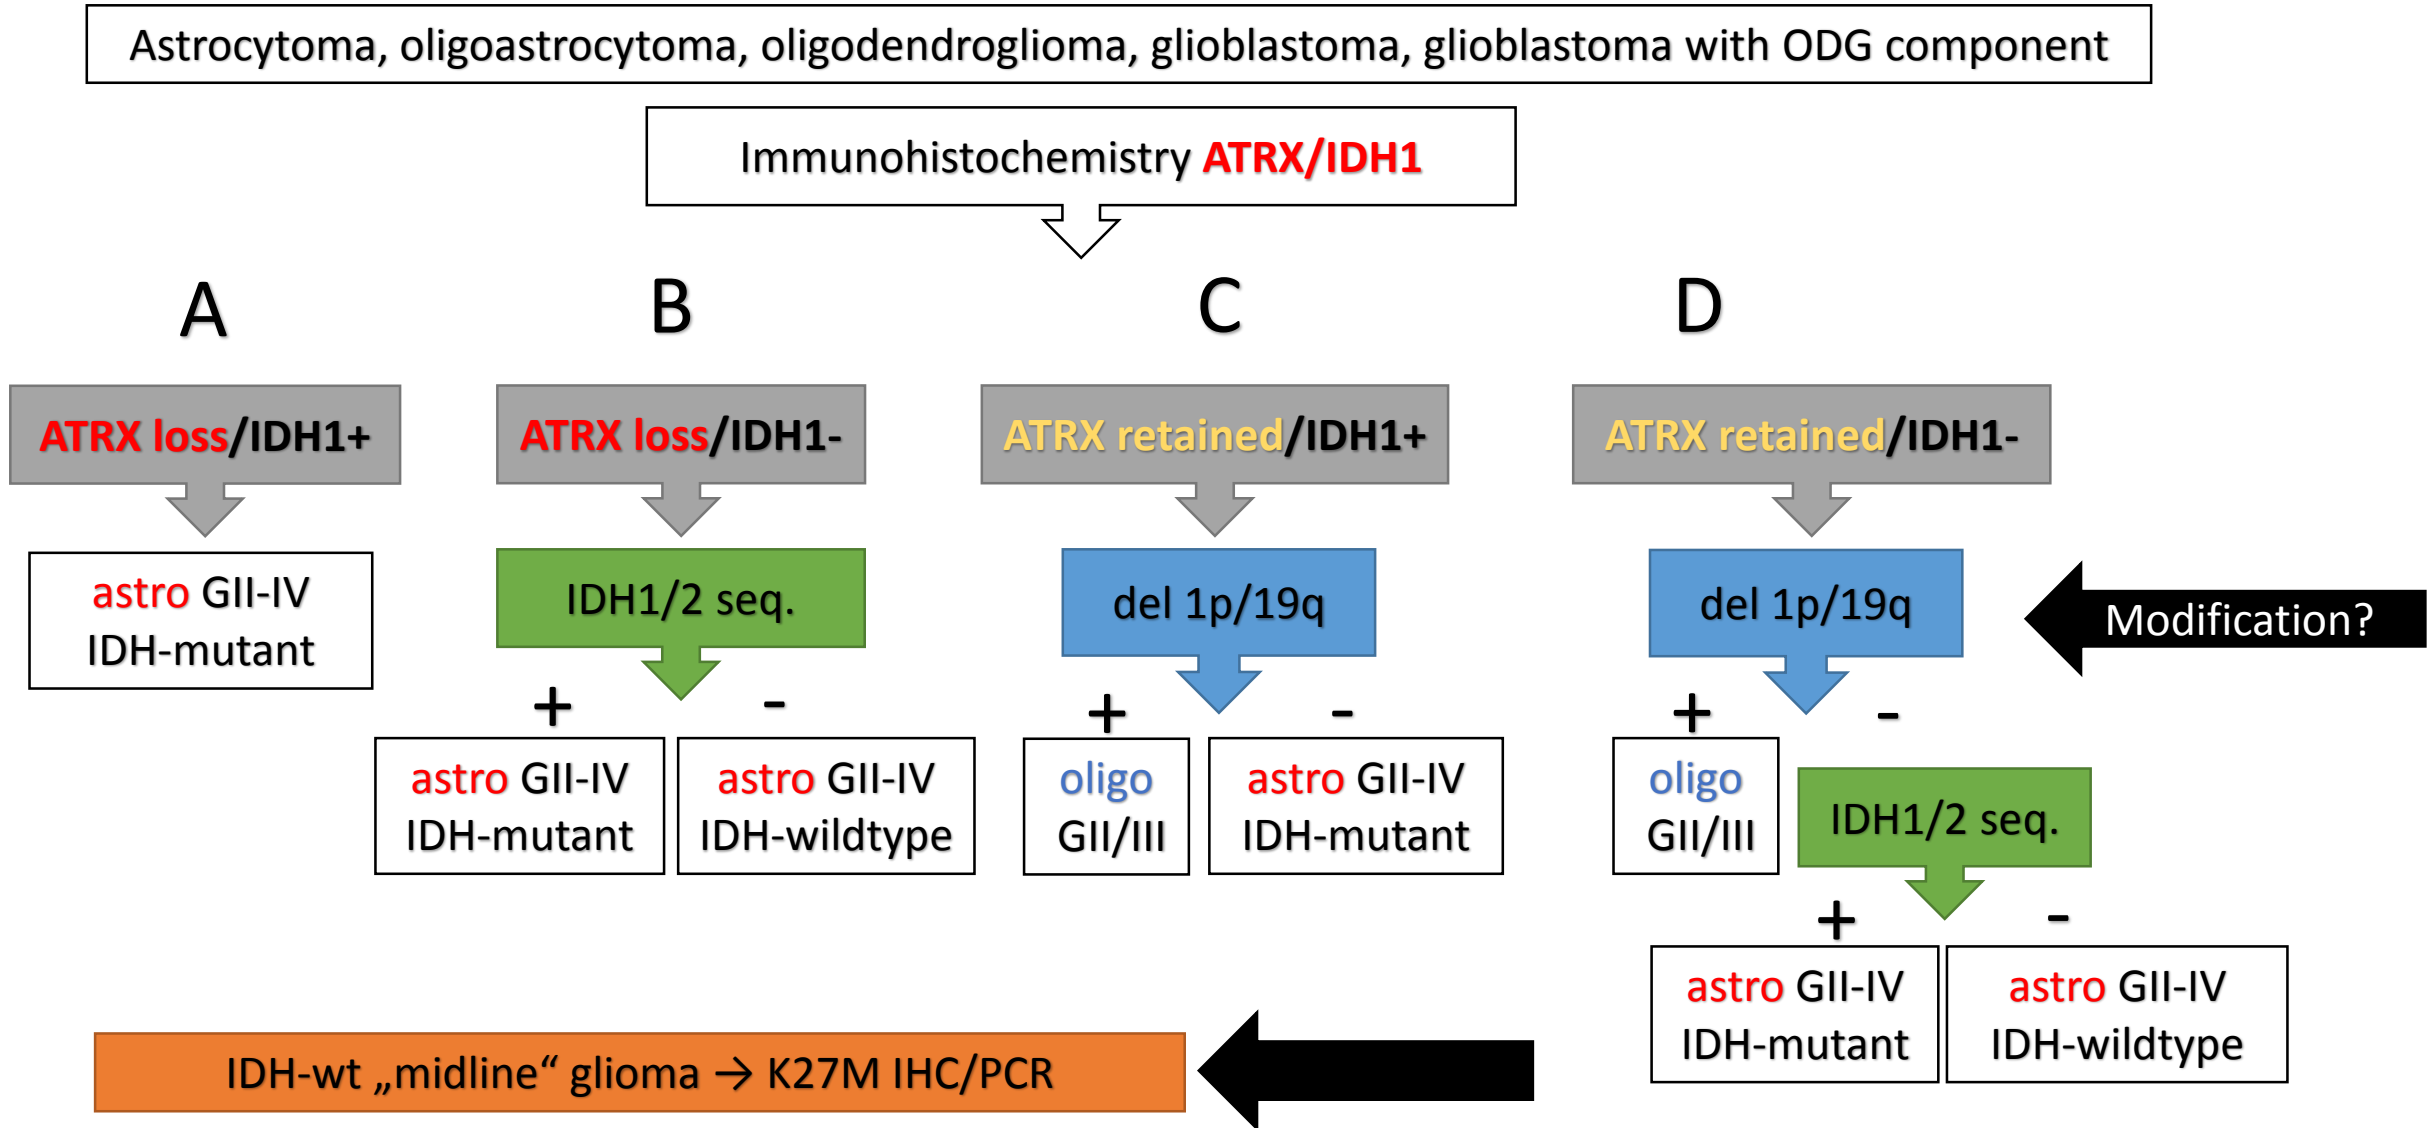 Astrocytoma, oligoastrocytoma, oligodendroglioma, glioblastoma, glioblastoma with ODG component
Immunohistochemistry ATRX/IDH1
A
B
C
D
ATRX loss/IDH1+
ATRX loss/IDH1-
ATRX retained/IDH1+
ATRX retained/IDH1-
astro GII-IV
IDH-mutant
IDH1/2 seq.
del 1p/19q
del 1p/19q
Modification?
+
-
+
-
+
-
astro GII-IV
IDH-mutant
astro GII-IV
IDH-wildtype
oligo
GII/III
astro GII-IV
IDH-mutant
oligo
GII/III
IDH1/2 seq.
+
-
astro GII-IV
IDH-mutant
astro GII-IV
IDH-wildtype
IDH-wt „midline“ glioma → K27M IHC/PCR